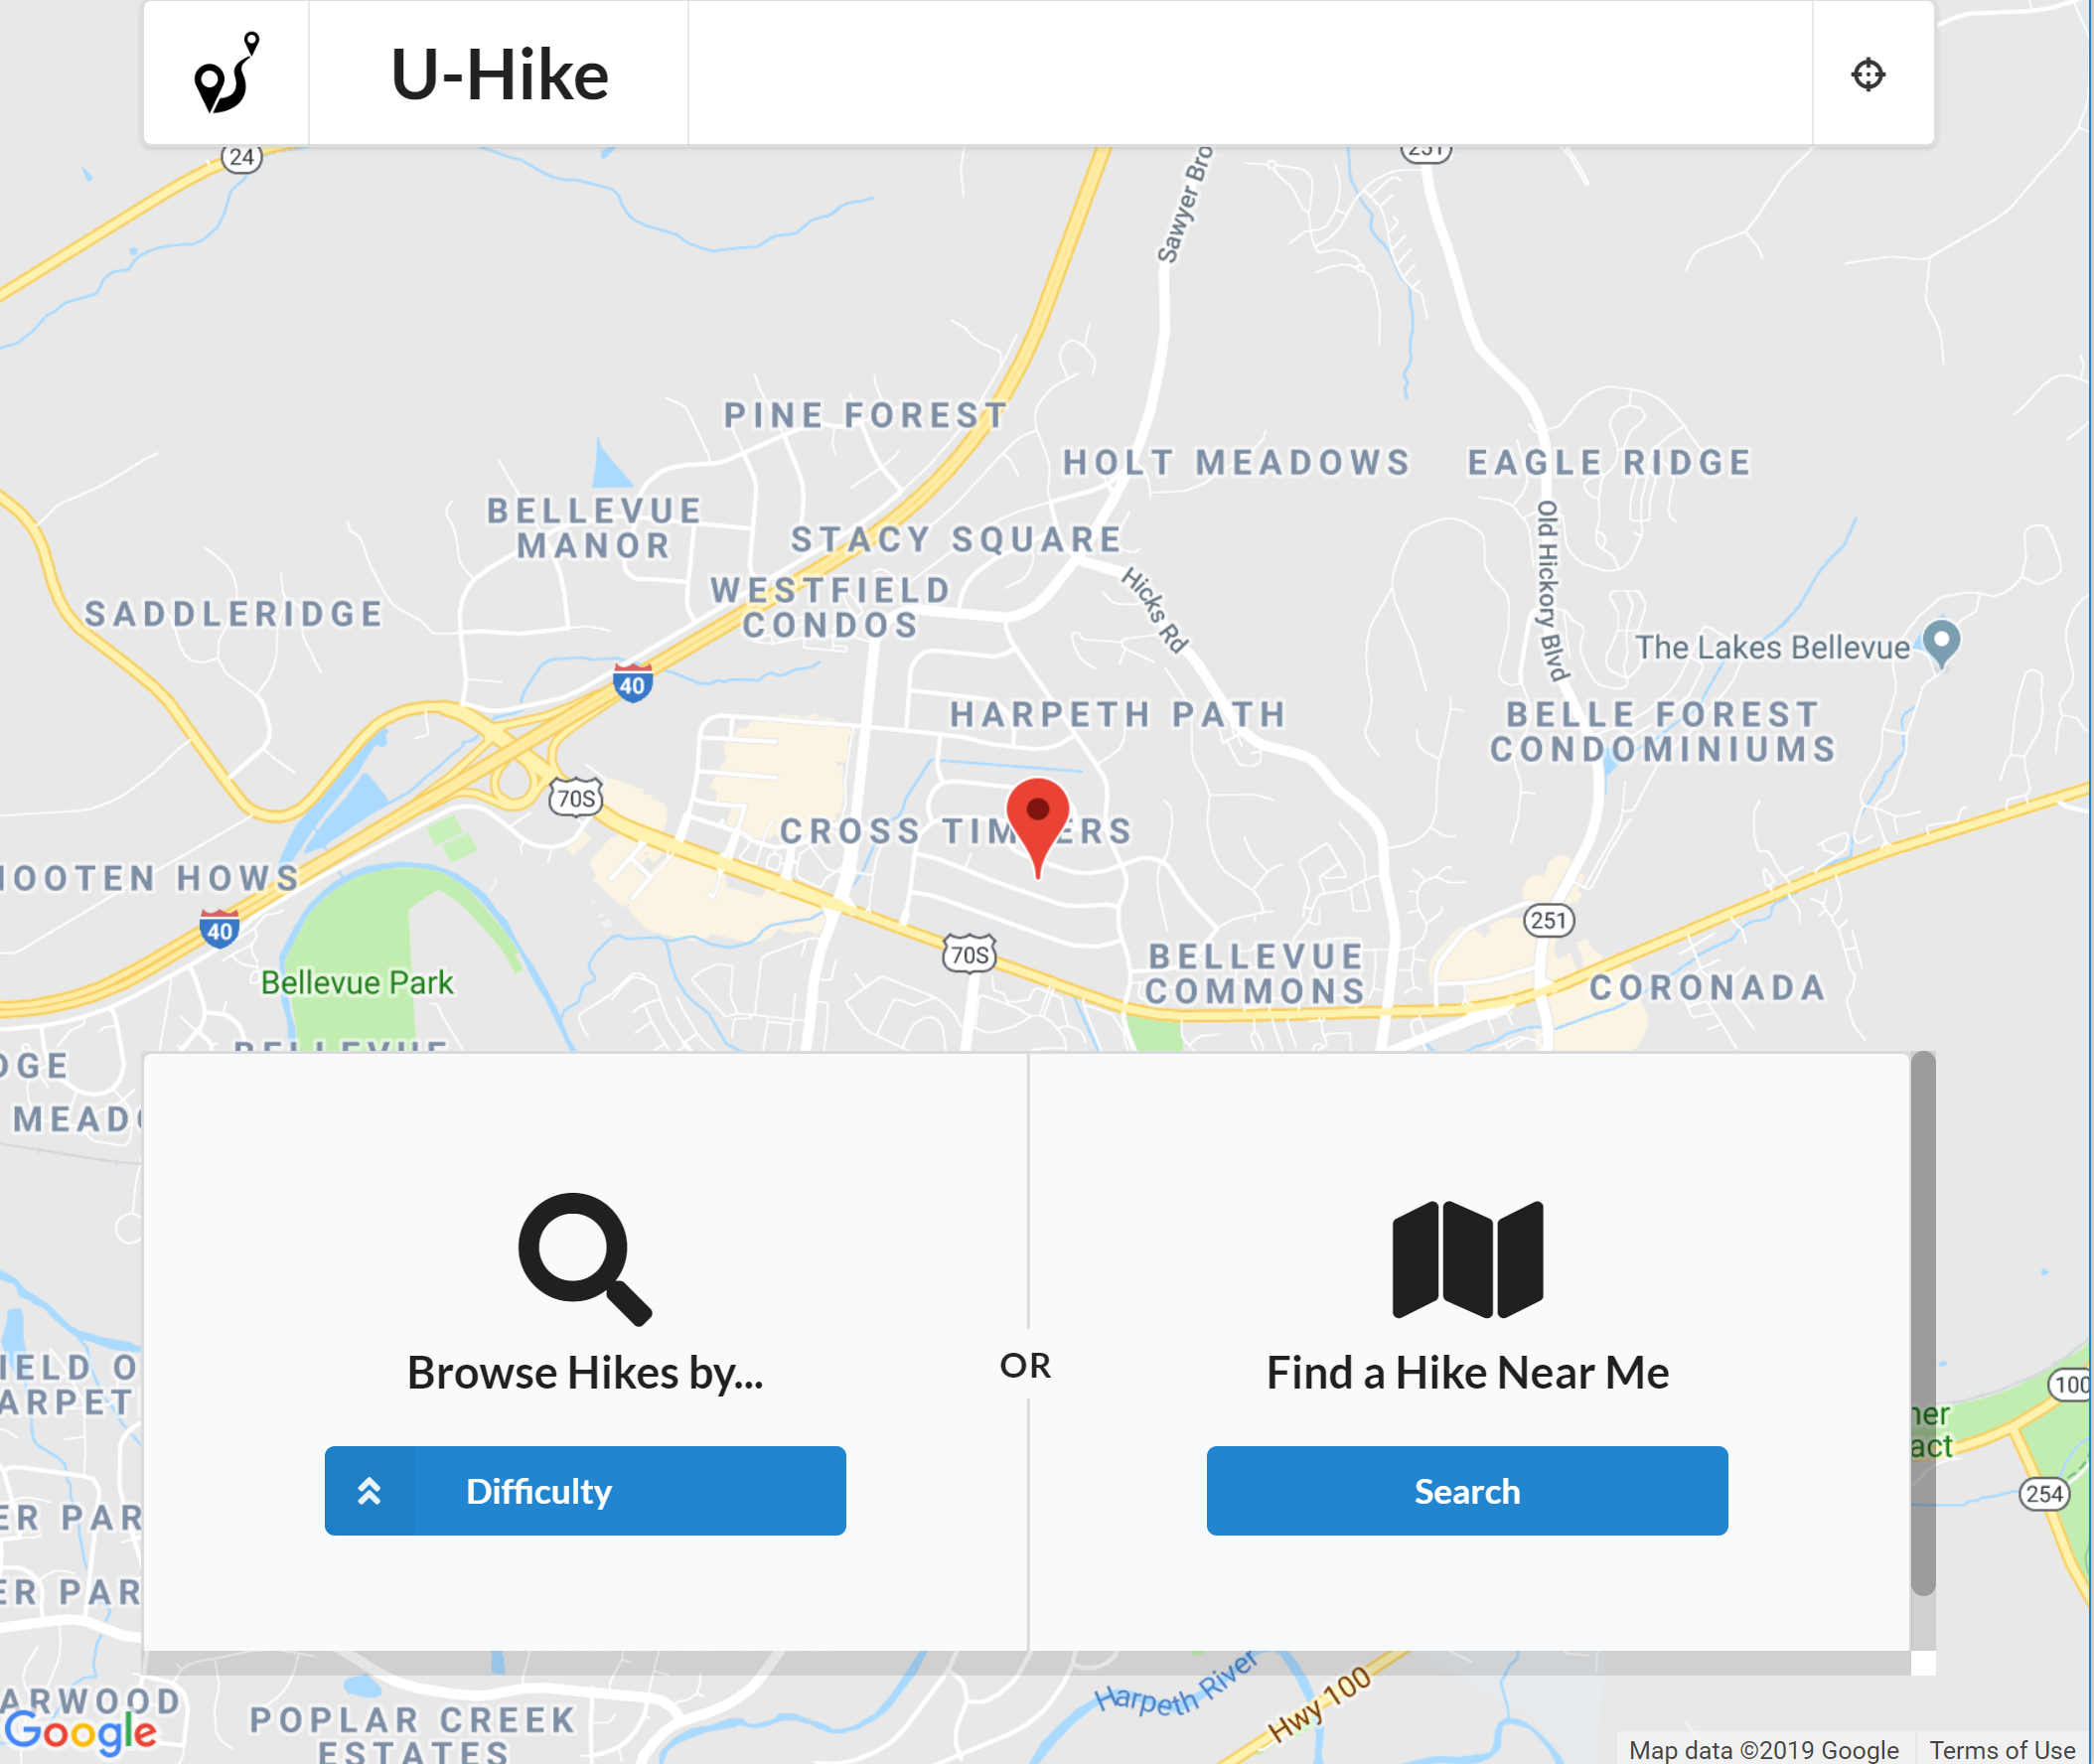 U-Hike
24
251
Sawyer Bro
PINE FOREST
HOLT MEADOWS
EAGLE RIDGE
BELLEVUE
MANOR
STACY SQUARE
Old Hickory Blvd
WESTFIELD
CONDOS
Hicks Rd
SADDLERIDGE
The Lakes Bellevue
40
HARPETH PATH
BELLE FOREST
CONDOMINIUMS
70S
CROSS TIMBERS
OOTEN HOWS
40
251
70S
BELLEVUE
COMMONS
Bellevue Park
CORONADA
BELLEVUE
DGE
MEADO
Browse Hikes by...
OR
Find a Hike Near Me
IELD O
ARPET
100
her
act
Difficulty
Search
254
ER PAR
ER PAR
Harpeth River
Hwy 100
ARWOOD
Google
POPLAR CREEK
ESTATES
Map data ©2019 Google
Terms of Use